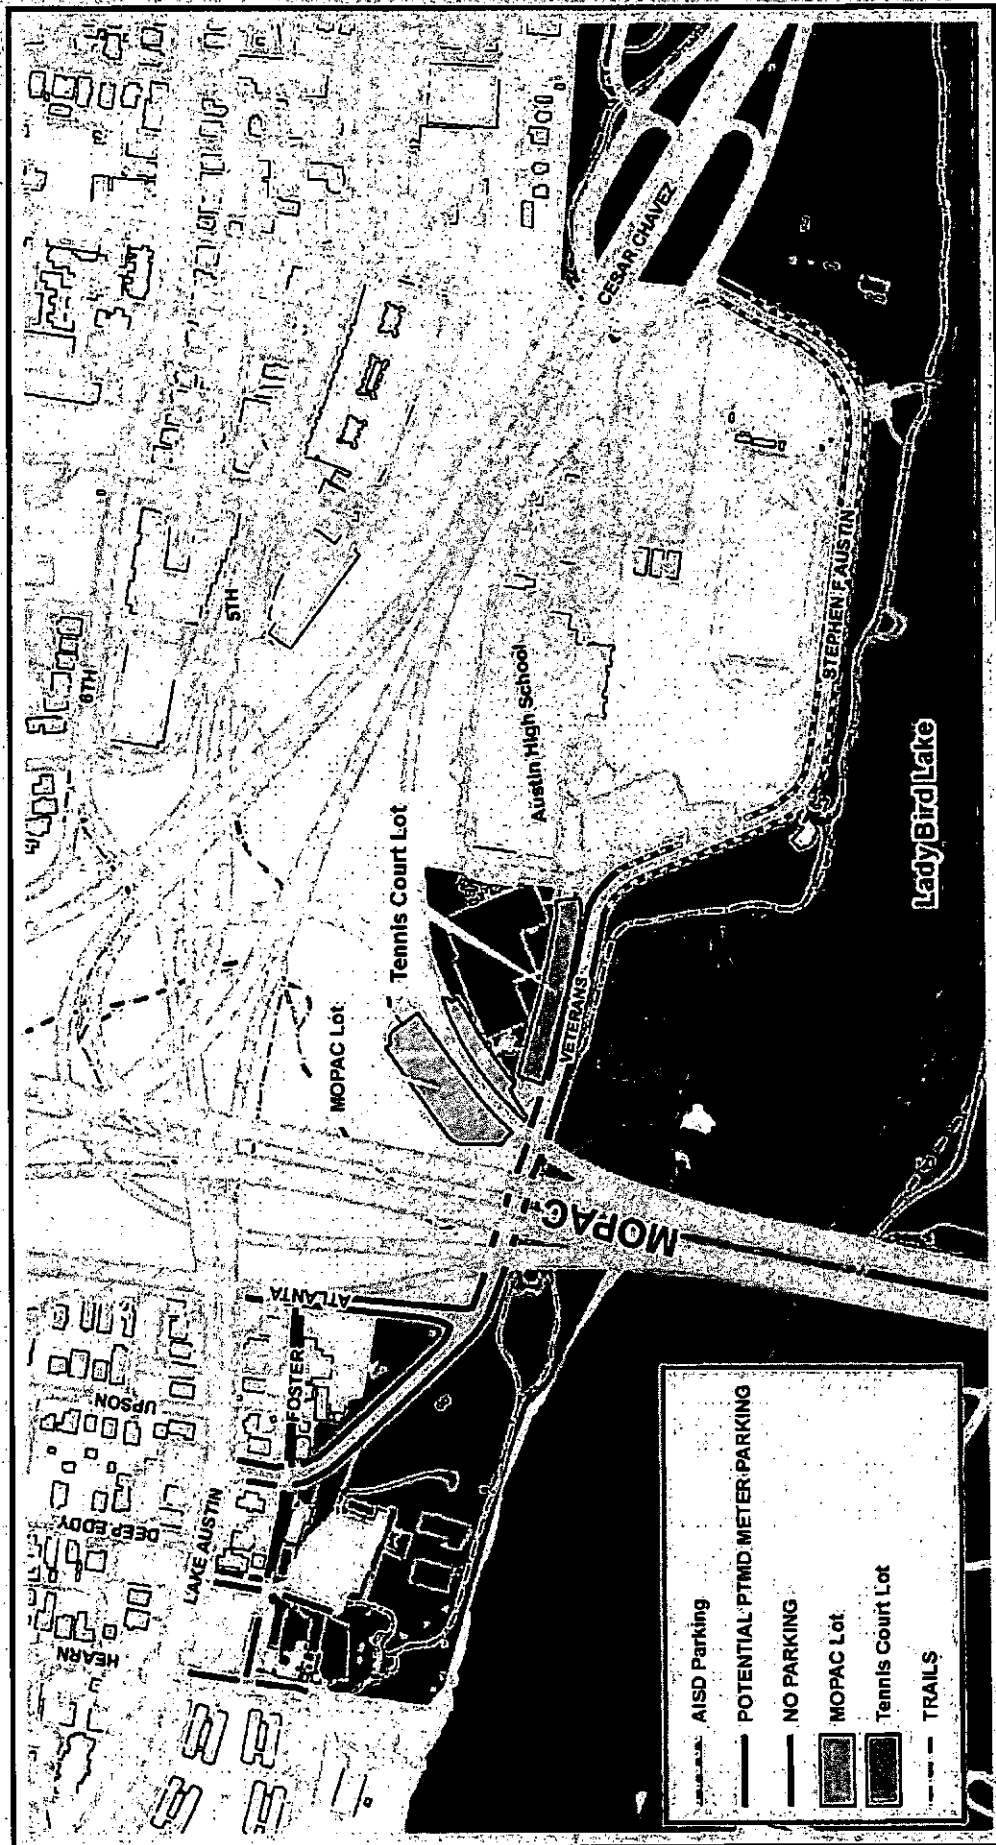 HEARN
DEEP EDDY
UPSON
LAKE AUSTIN
FOSTER
ATLANTA
6TH
5TH
MOPAC Lot
Tennis Court Lot
Austin High School
CESAR CHAVEZ
VETERANS
STEPHEN F AUSTIN
MOPAC
Lady Bird Lake
AISD Parking
POTENTIAL PTMD METER PARKING
NO PARKING
MOPAC Lot
Tennis Court Lot
TRAILS